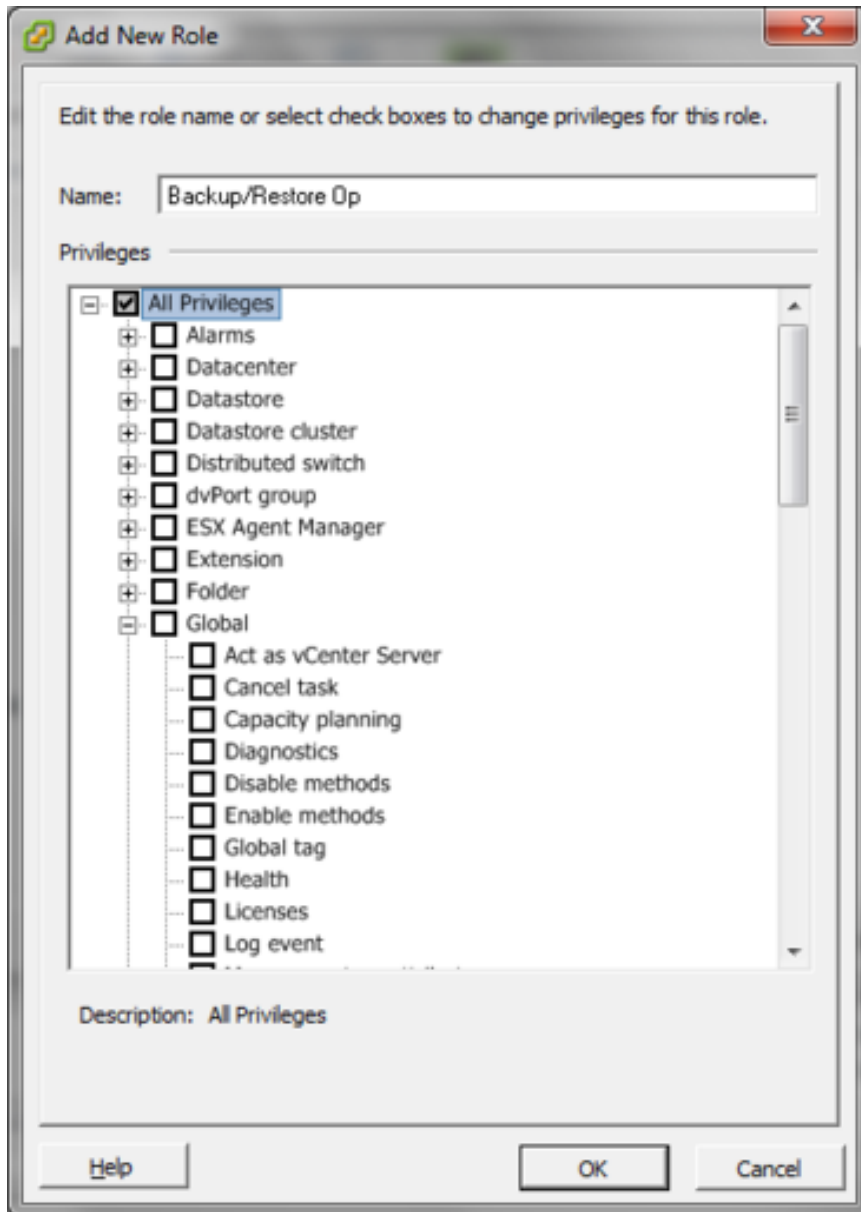 Add New Role
Edit the role name or select check boxes to change privileges for this role.
Name: Backup/Restore Op
Privileges
All Privileges
Alarms
Datacenter
Datastore
Datastore cluster
Distributed switch
dvPort group
ESX Agent Manager
Extension
Folder
Global
Act as vCenter Server
Cancel task
Capacity planning
Diagnostics
Disable methods
Enable methods
Global tag
Health
Licenses
Log event
Description: All Privileges
Help OK Cancel